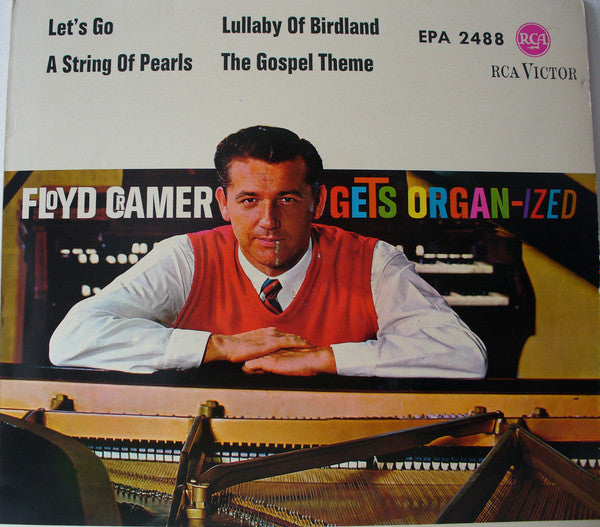 Let's Go
A String Of Pearls
Lullaby Of Birdland
The Gospel Theme
EPA 2488
RCA
RCA VICTOR
FLOYD CRAMER GETS ORGAN-IZED